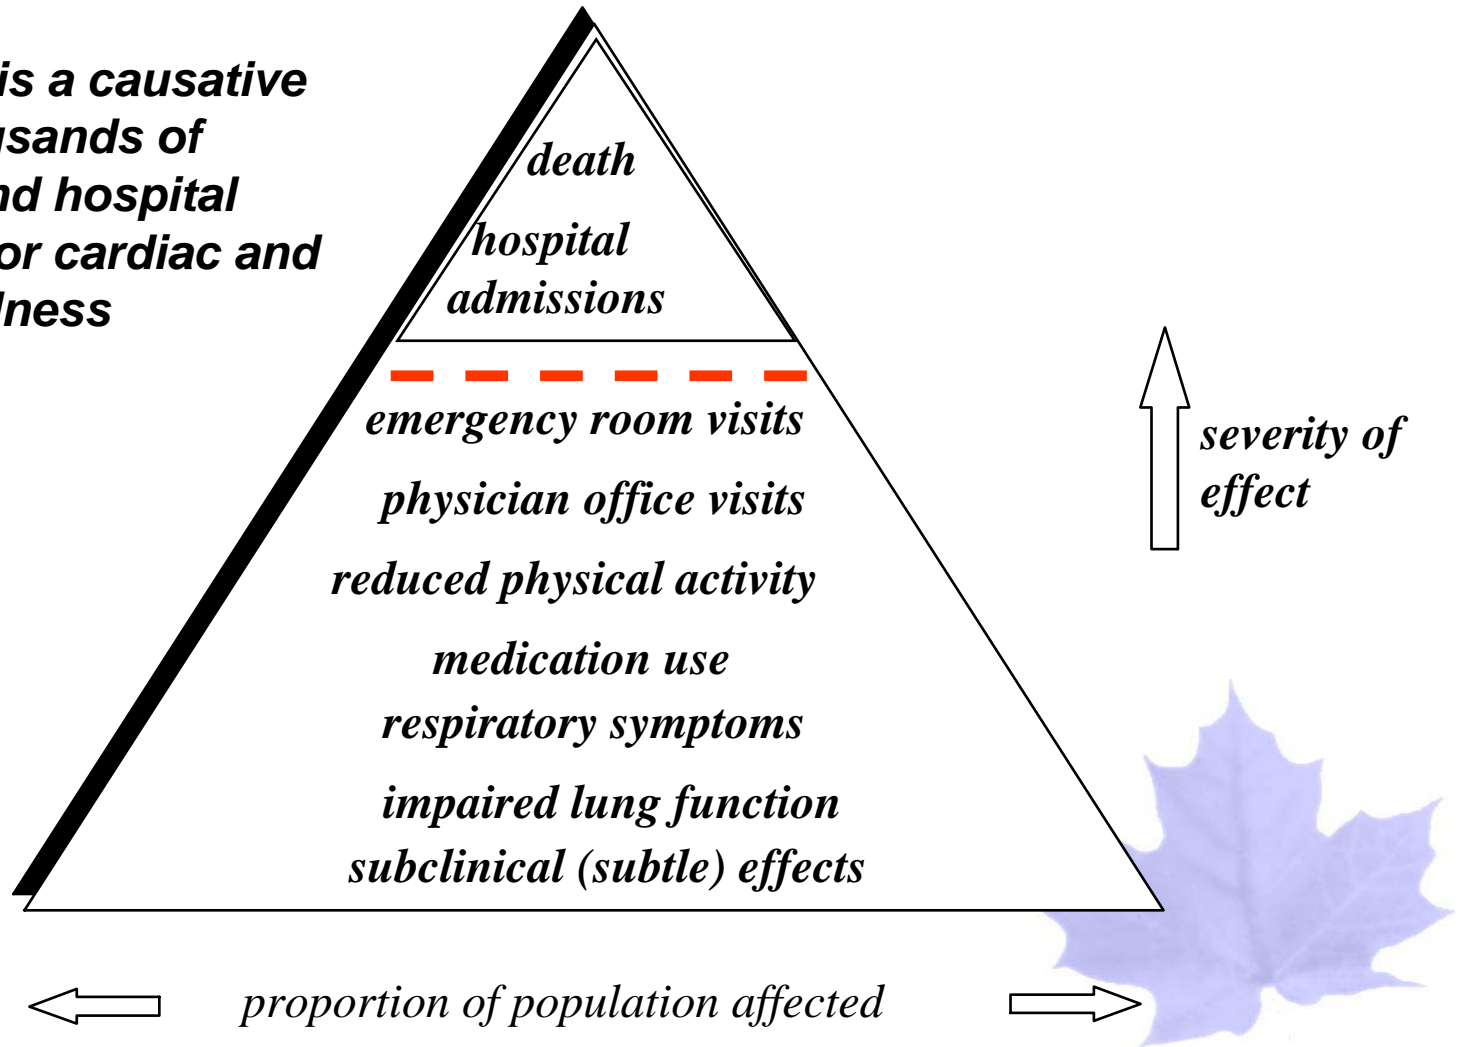 is a causative
usands of
nd hospital
or cardiac and
lness
death
hospital
admissions
emergency room visits
physician office visits
reduced physical activity
medication use
respiratory symptoms
impaired lung function
subclinical (subtle) effects
severity of
effect
proportion of population affected